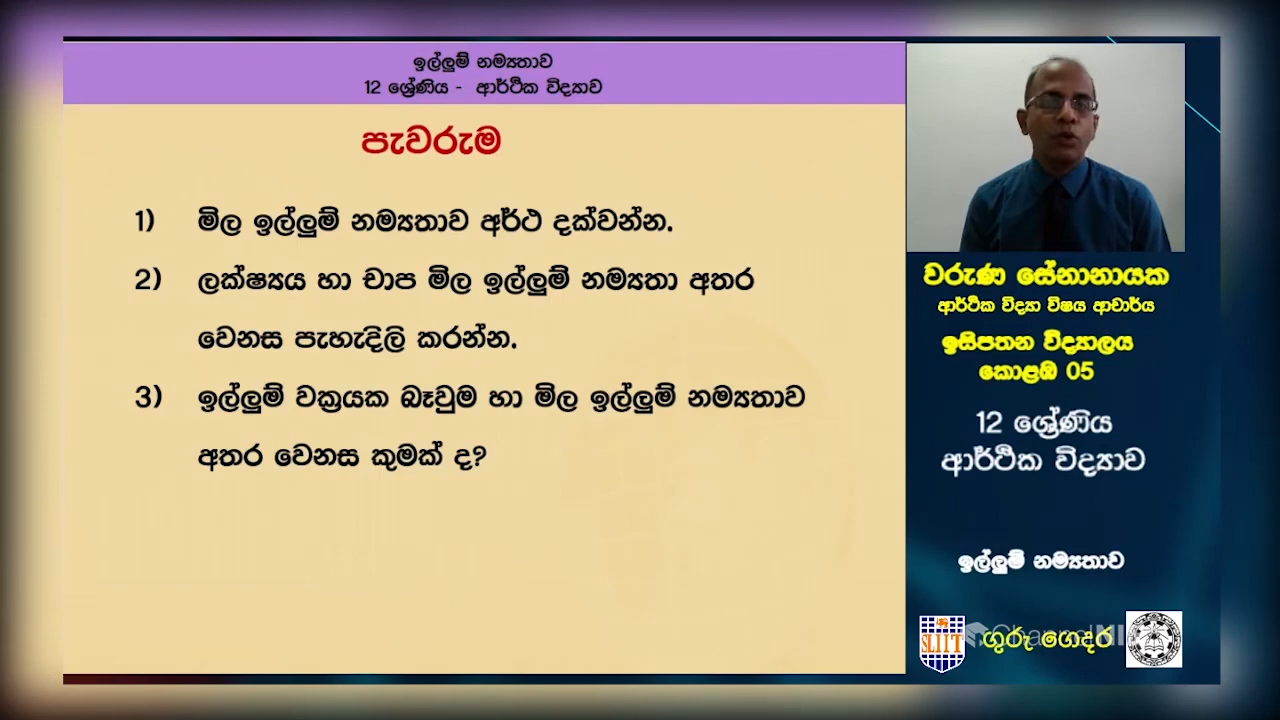 ඉල්ලුම් නම්‍යතාව
12 ශ්‍රේණිය - ආර්ථික විද්‍යාව
පැවරුම
1) මිල ඉල්ලුම් නම්‍යතාව අර්ථ දක්වන්න.
2) ලක්ෂ්‍යය හා චාප මිල ඉල්ලුම් නම්‍යතා අතර
වෙනස පැහැදිලි කරන්න.
3) ඉල්ලුම් වක්‍රයක බෑවුම හා මිල ඉල්ලුම් නම්‍යතාව
අතර වෙනස කුමක් ද?
වරුණ සේනානායක
ආර්ථික විද්‍යා විෂය ආචාර්ය
ඉසිපතන විද්‍යාලය
කොළඹ 05
12 ශ්‍රේණිය
ආර්ථික විද්‍යාව
ඉල්ලුම් නම්‍යතාව
SLIIT
ගුරු ගෙදර